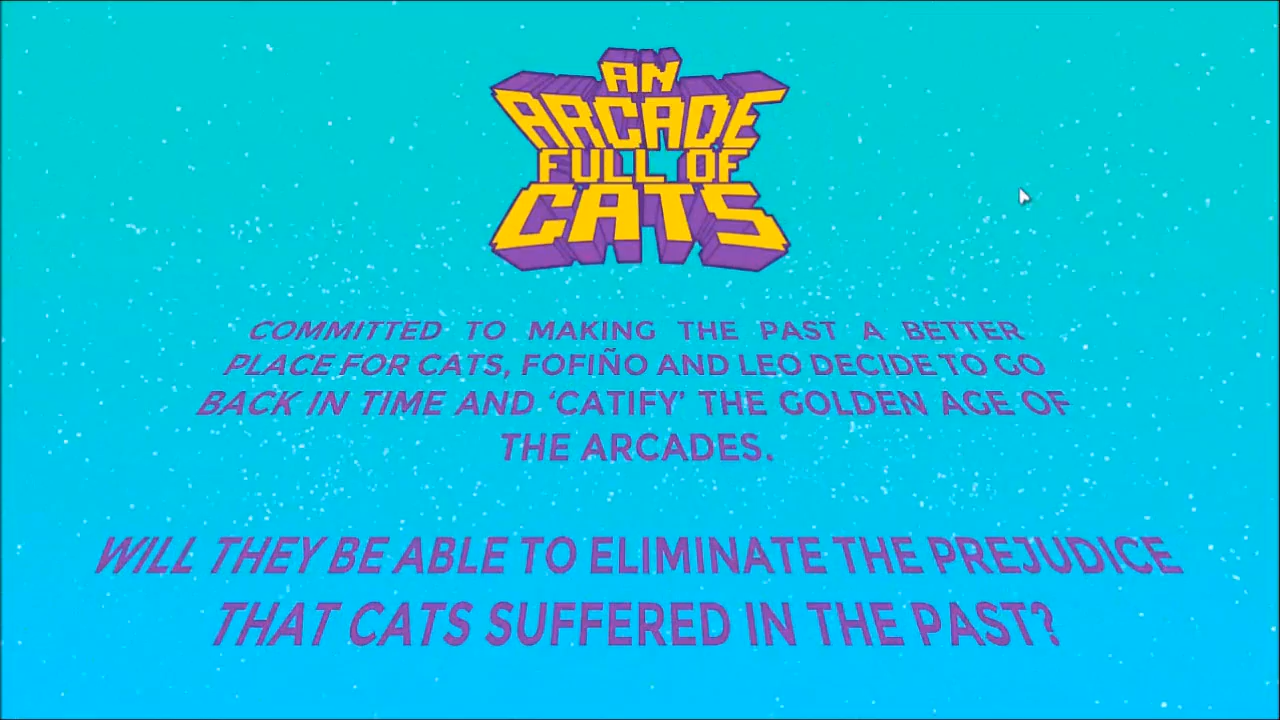 AN
ARCADE
FULL OF
CATS
COMMITTED TO MAKING THE PAST A BETTER
PLACE FOR CATS, FOFIÑO AND LEO DECIDE TO GO
BACK IN TIME AND ‘CATIFY’ THE GOLDEN AGE OF
THE ARCADES.
WILL THEY BE ABLE TO ELIMINATE THE PREJUDICE
THAT CATS SUFFERED IN THE PAST?